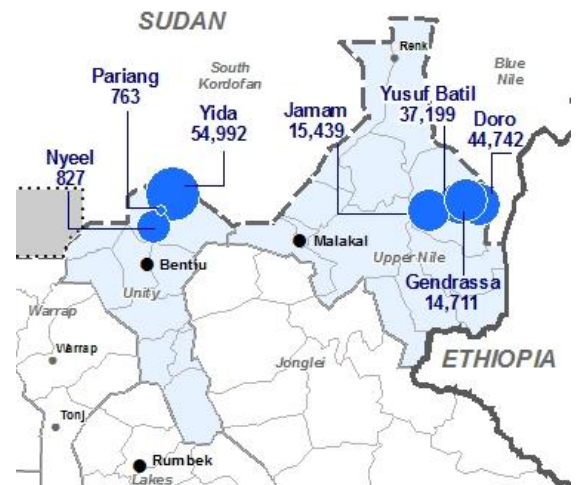 SUDAN
Renk
Pariang
763
South
Kordofan
Blue
Nile
Yida
54,992
Jamam
15,439
Yusuf Batil
37,199
Doro
44,742
Nyeel
827
Malakal
Bentiu
Upper Nile
Gendrassa
14,711
Unity
Warrap
Warrap
Jonglei
ETHIOPIA
Tonj
Rumbek
Lakes